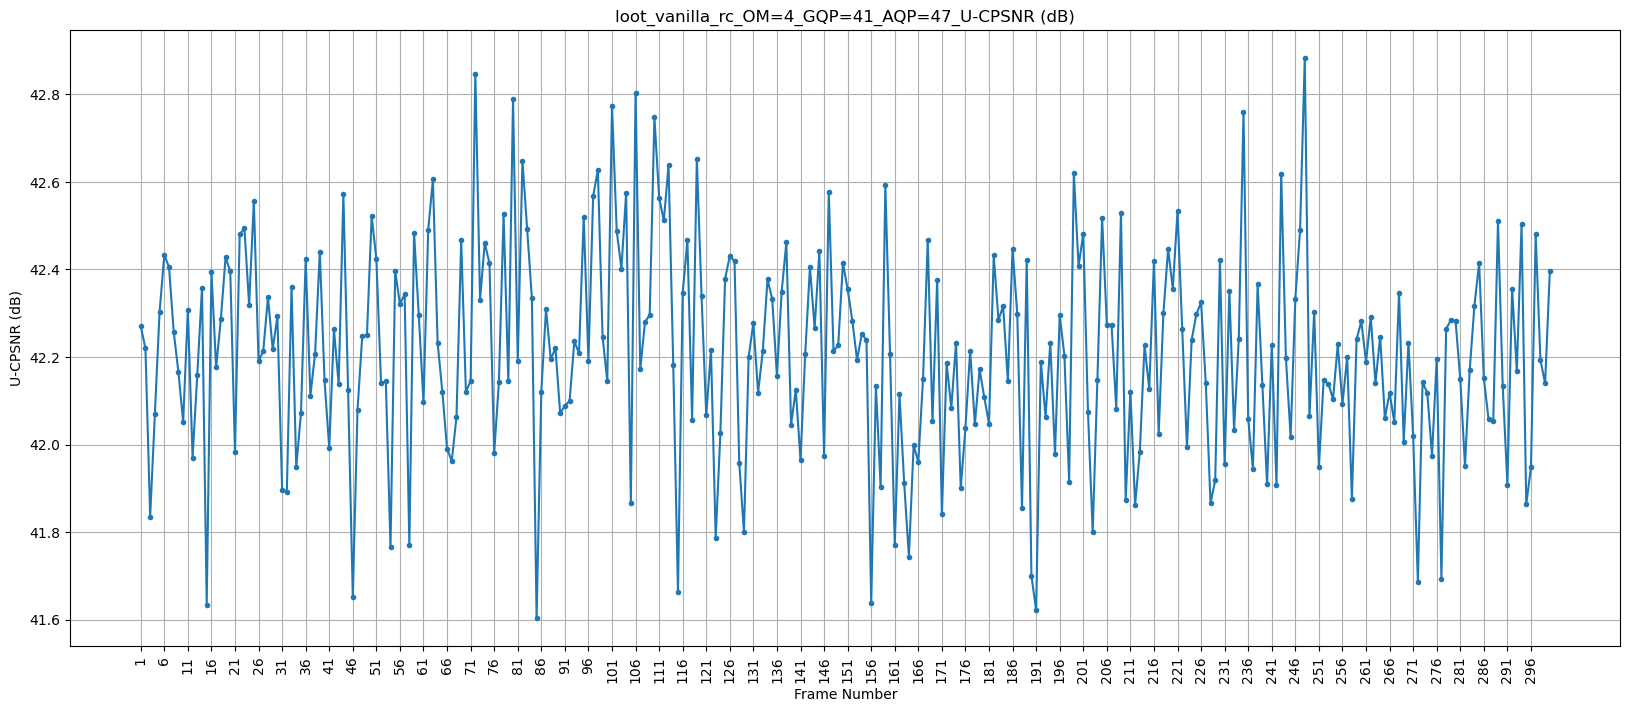 loot_vanilla_rc_OM=4_GQP=41_AQP=47_U-CPSNR (dB)
U-CPSNR (dB)
42.8
42.6
42.4
42.2
42.0
41.8
41.6
1 6 11 16 21 26 31 36 41 46 51 56 61 66 71 76 81 86 91 96 101 106 111 116 121 126 131 136 141 146 151 156 161 166 171 176 181 186 191 196 201 206 211 216 221 226 231 236 241 246 251 256 261 266 271 276 281 286 291 296
Frame Number